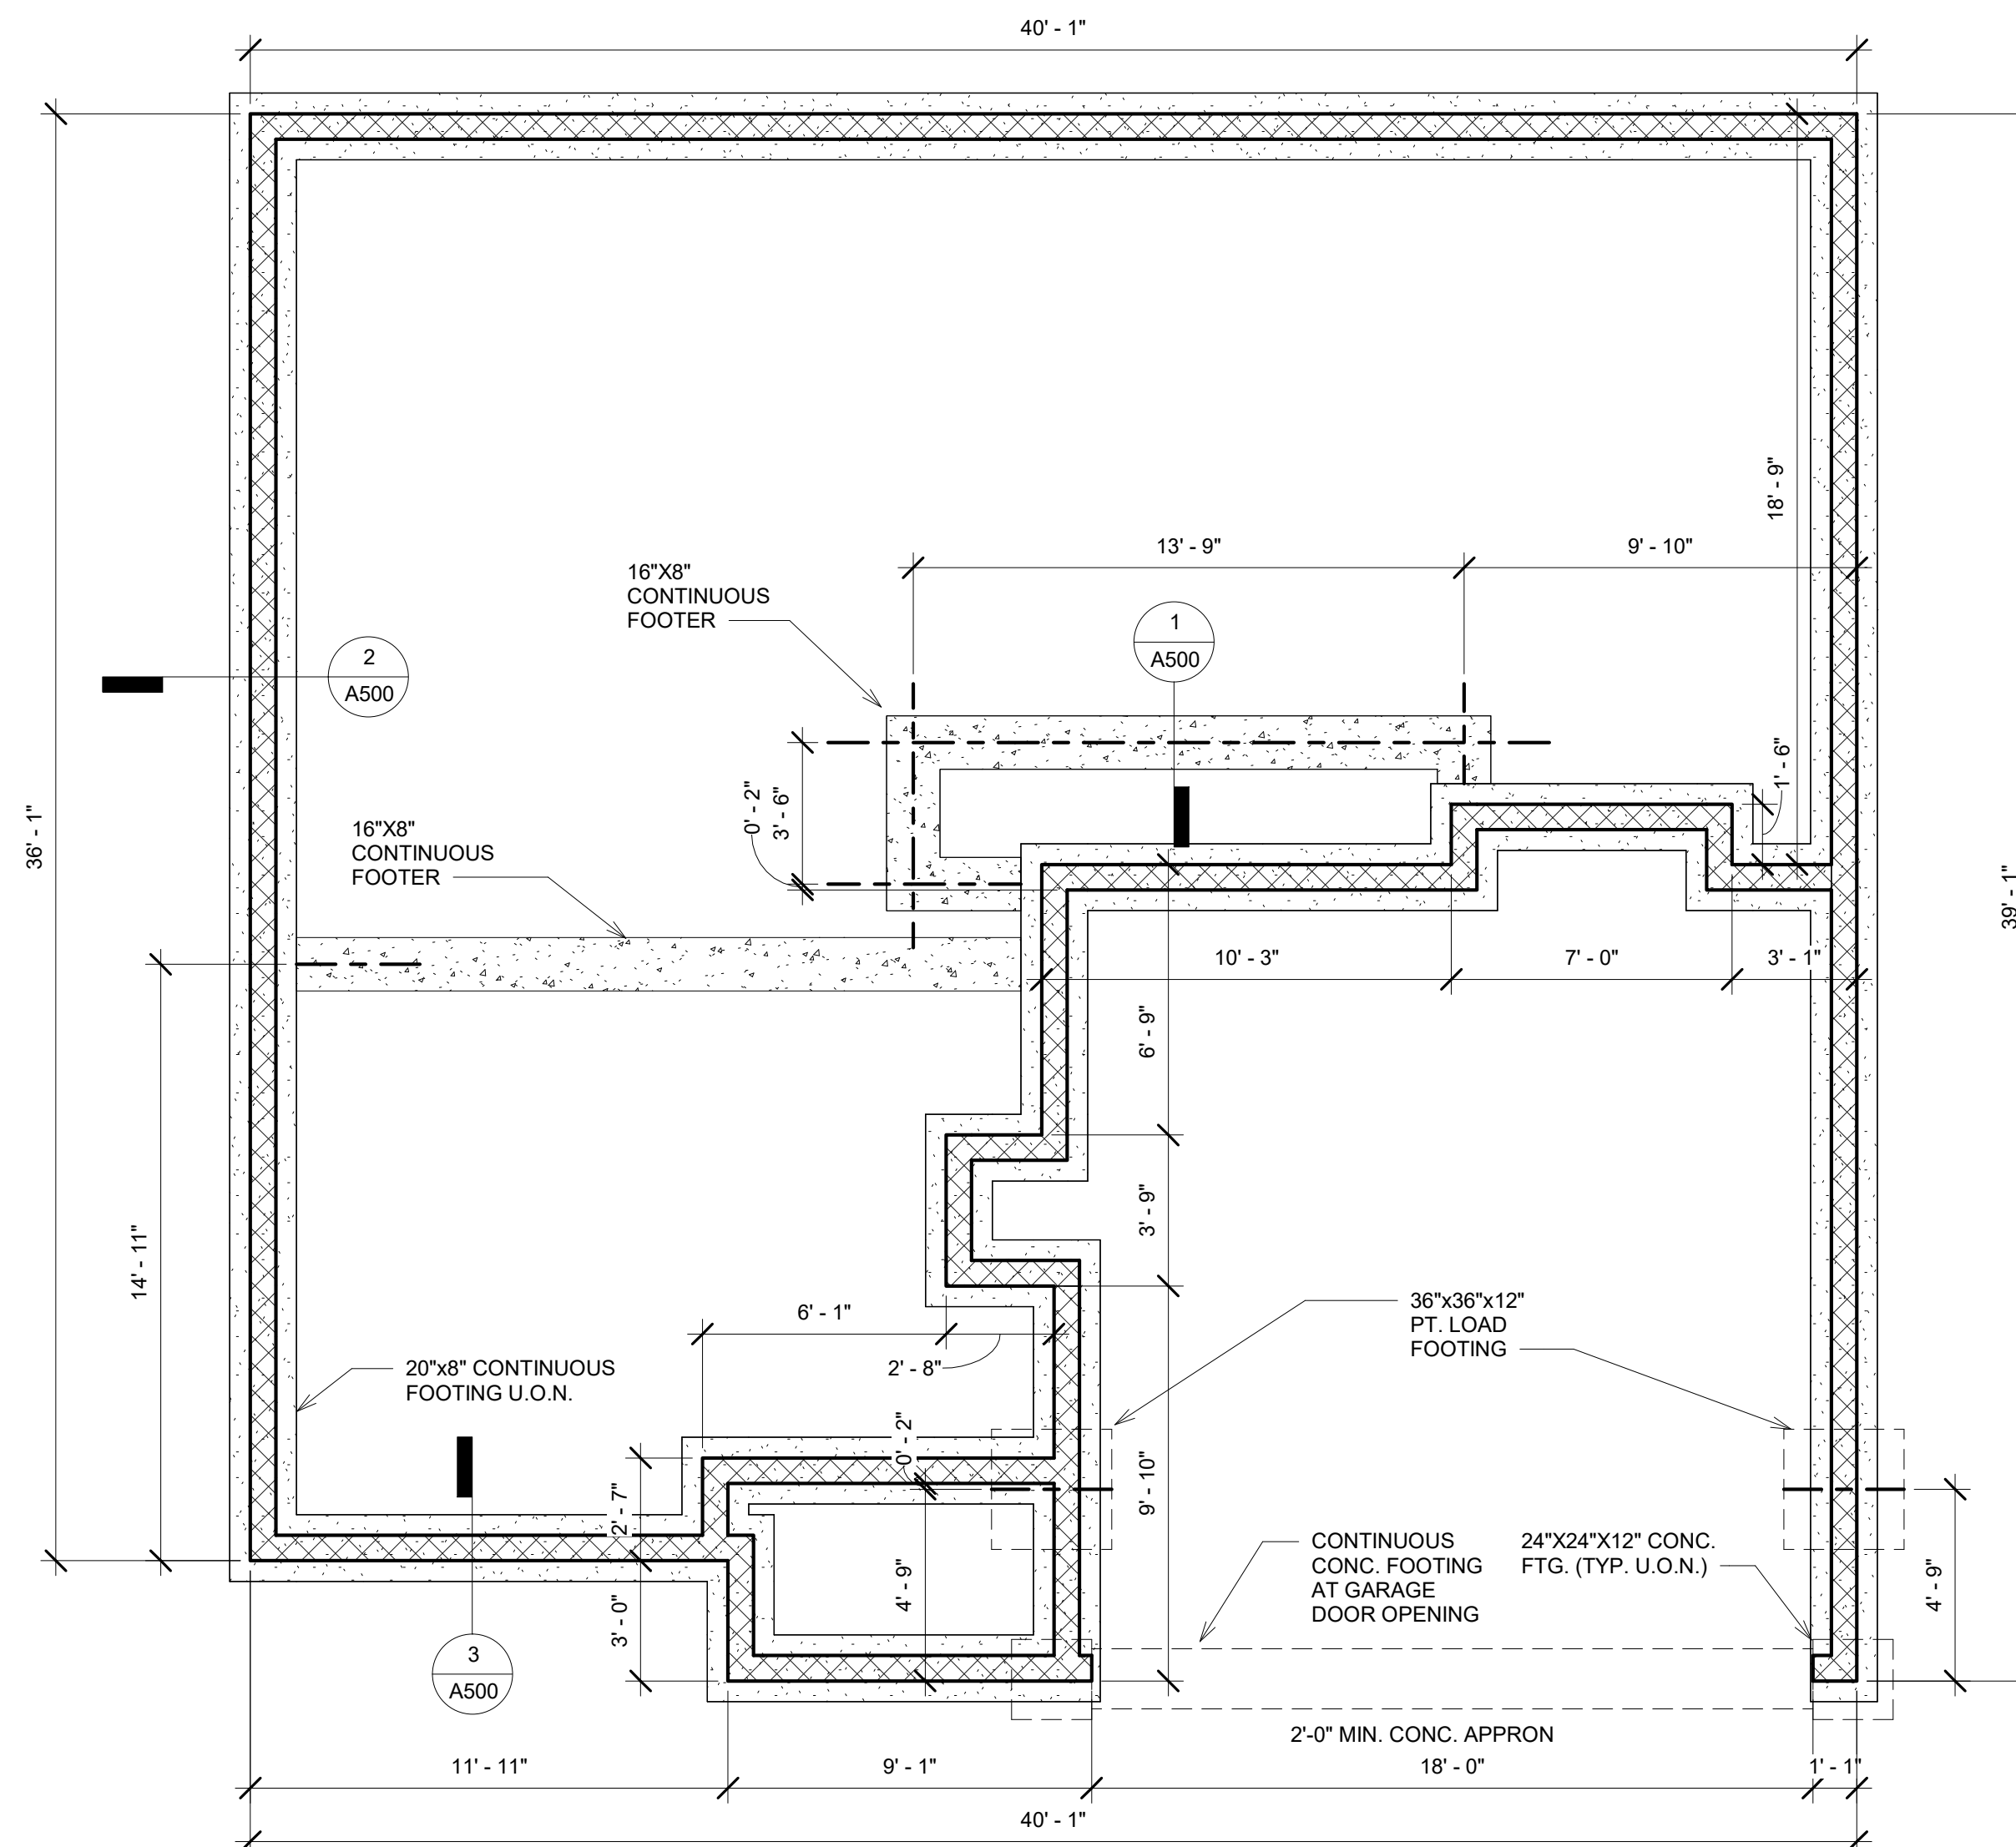 40' - 1"
18' - 9"
13' - 9"
9' - 10"
16"X8"
CONTINUOUS
FOOTER
1
A500
2
A500
1' - 6"
0' - 2"
3' - 6"
36' - 1"
16"X8"
CONTINUOUS
FOOTER
39' - 1"
10' - 3"
7' - 0"
3' - 1"
6' - 9"
3' - 9"
14' - 11"
6' - 1"
2' - 8"
36"x36"x12"
PT. LOAD
FOOTING
20"x8" CONTINUOUS
FOOTING U.O.N.
0' - 2"
9' - 10"
2' - 7"
CONTINUOUS
CONC. FOOTING
AT GARAGE
DOOR OPENING
24"X24"X12" CONC.
FTG. (TYP. U.O.N.)
4' - 9"
4' - 9"
3' - 0"
3
A500
2'-0" MIN. CONC. APPRON
11' - 11"
9' - 1"
18' - 0"
1' - 1"
40' - 1"